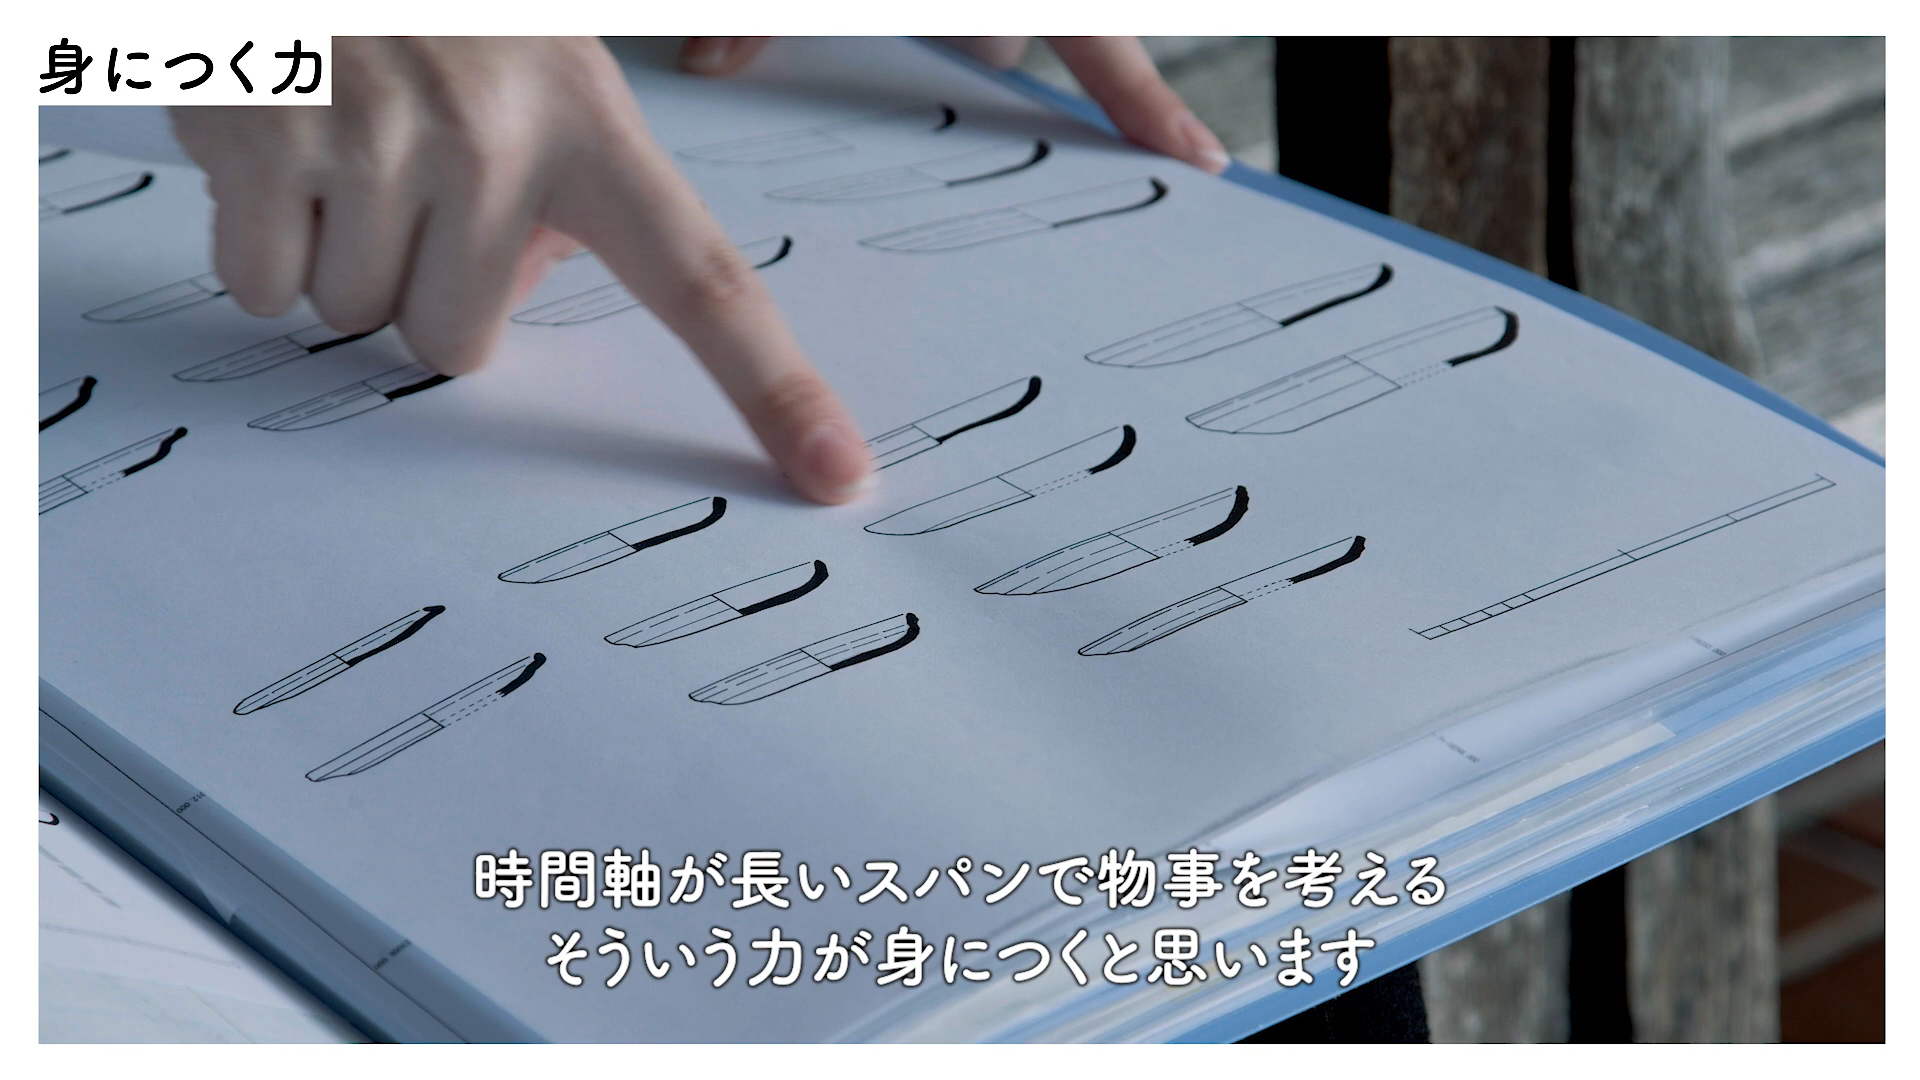 身につく力
時間軸が長いスパンで物事を考える
そういう力が身につくと思います